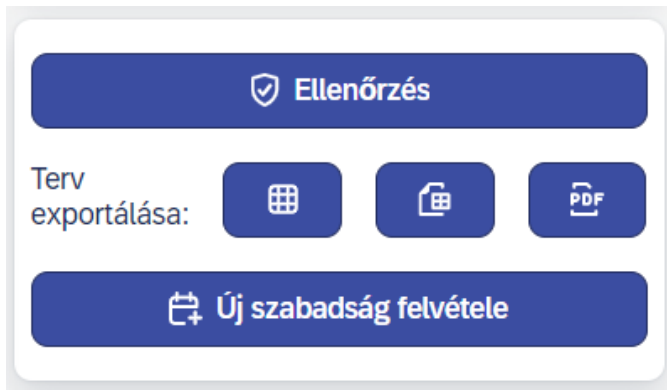 Ellenőrzés
Terv
exportálása:
PDF
Új szabadság felvétele